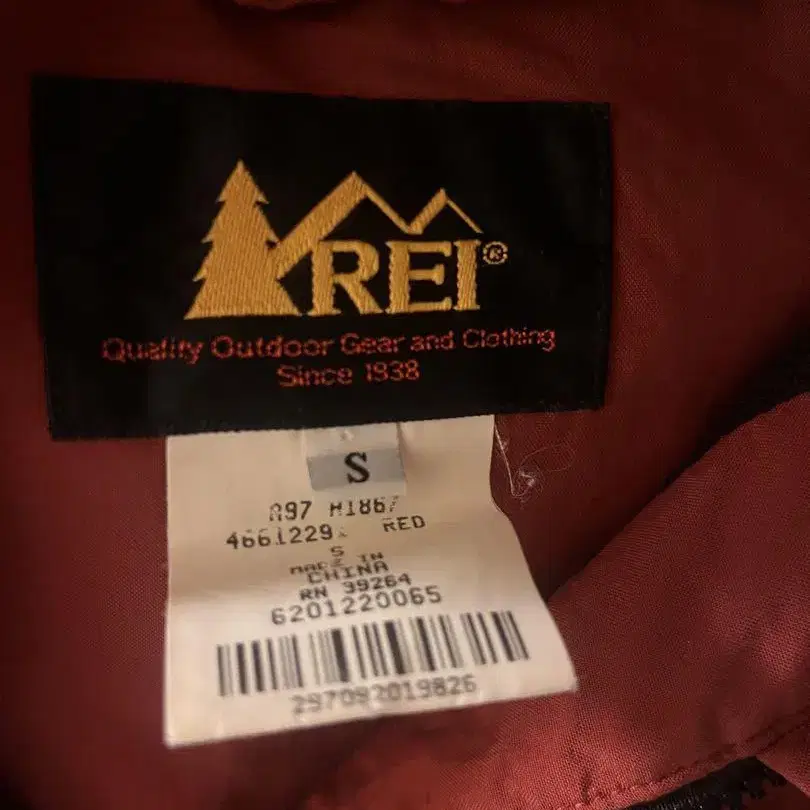 REI®
Quality Outdoor Gear and Clothing
Since 1938
S
A97 H1867
4661229 RED
S
MADE IN
CHINA
RN 39264
6201220065
297092019826